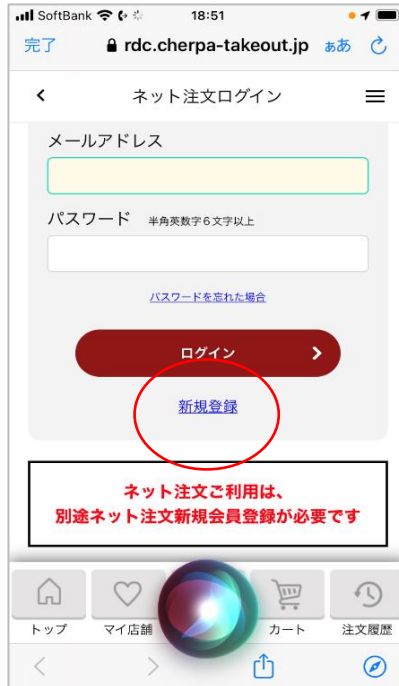 SoftBank 18:51
完了 rdc.cherpa-takeout.jp ぁあ
ネット注文ログイン
メールアドレス
パスワード 半角英数字6文字以上
パスワードを忘れた場合
ログイン
新規登録
ネット注文ご利用は、
別途ネット注文新規会員登録が必要です
トップ マイ店舗 カート 注文履歴